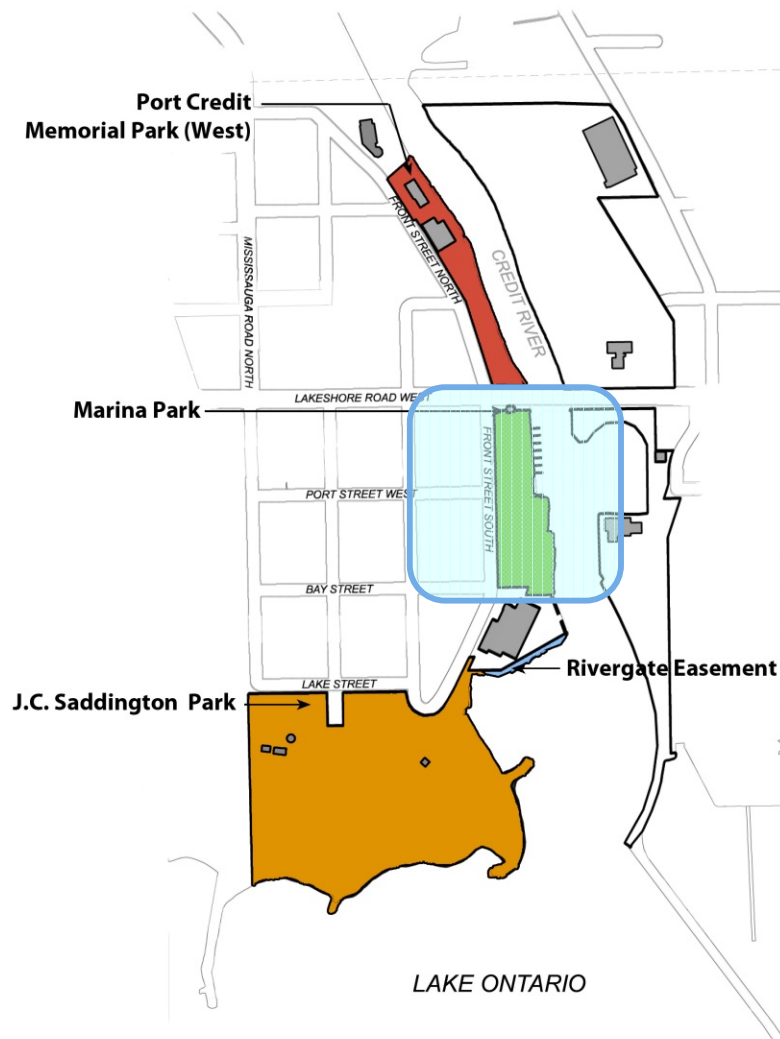 Port Credit
Memorial Park (West)
FRONT STREET NORTH
MISSISSAUGA ROAD NORTH
CREDIT RIVER
LAKESHORE ROAD WEST
Marina Park
FRONT STREET SOUTH
PORT STREET WEST
BAY STREET
Rivergate Easement
LAKE STREET
J.C. Saddington Park
LAKE ONTARIO